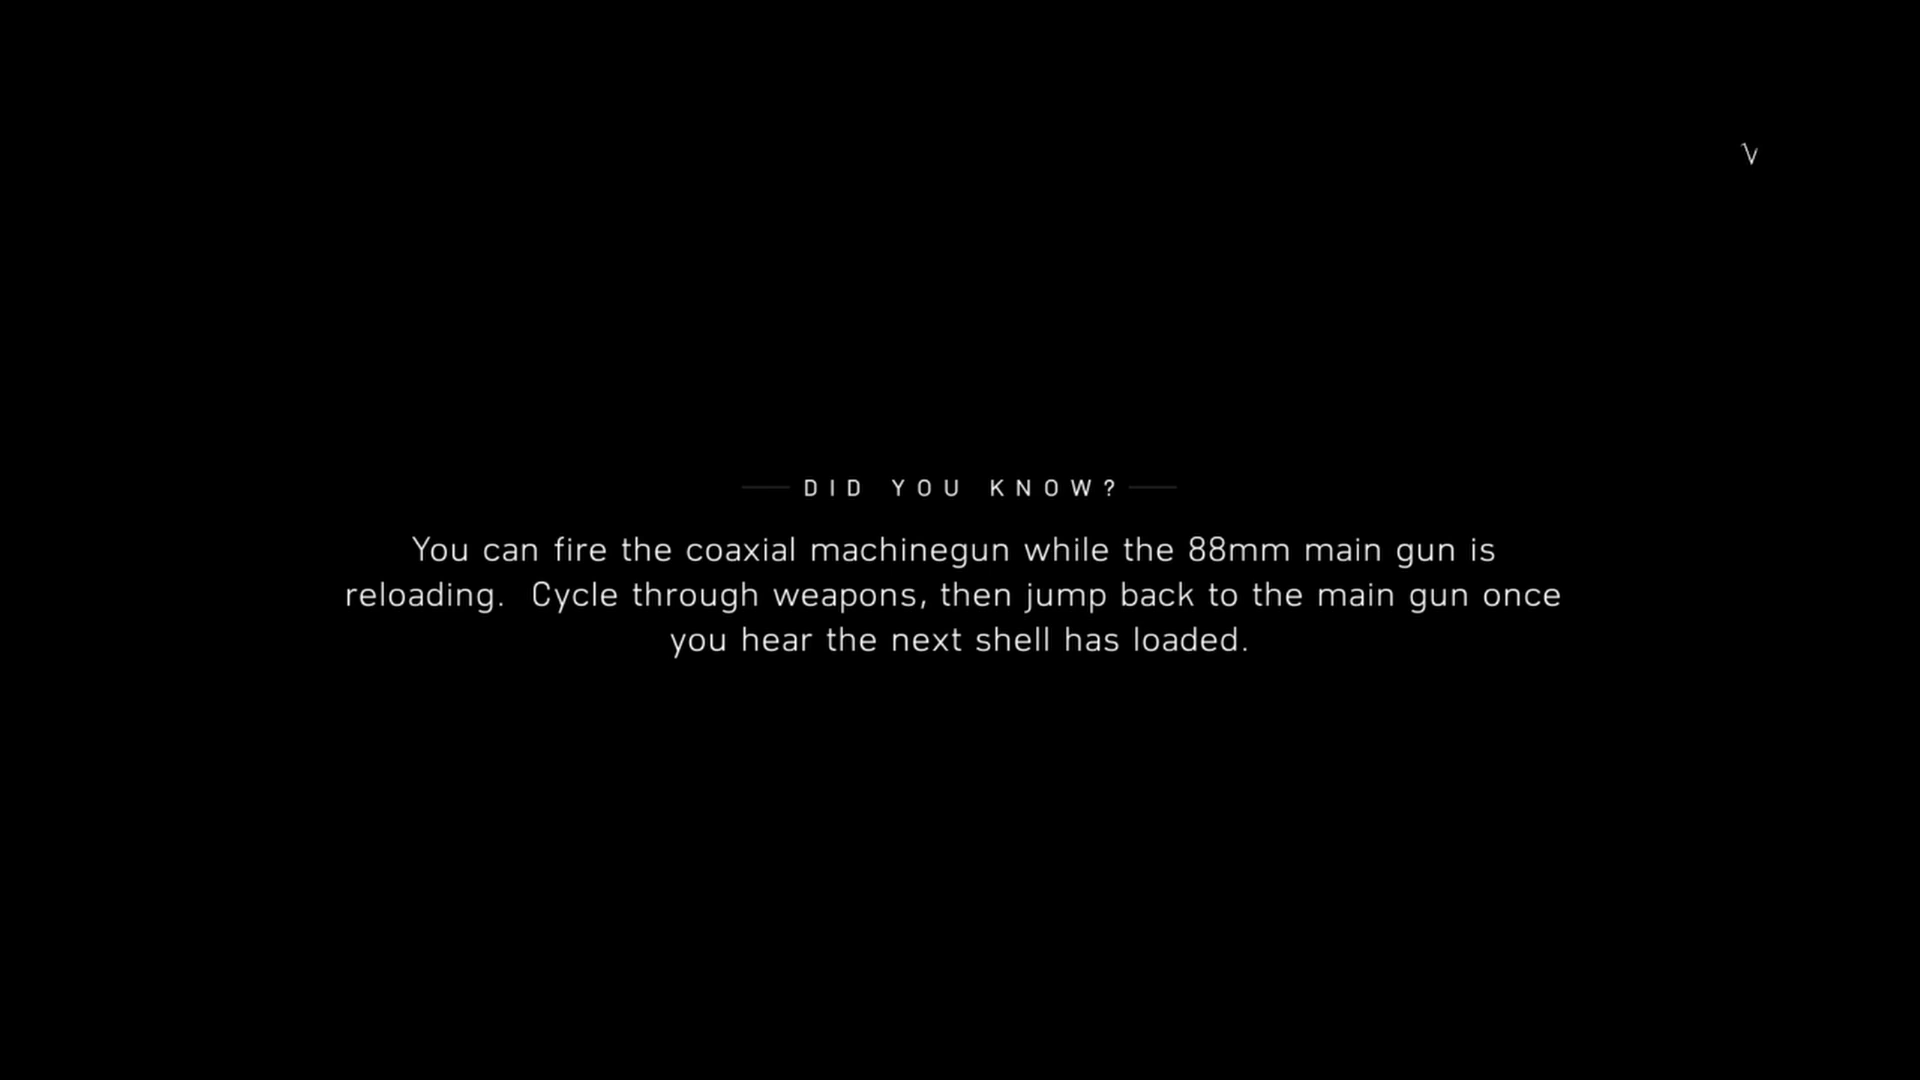 DID YOU KNOW?
You can fire the coaxial machinegun while the 88mm main gun is
reloading.  Cycle through weapons, then jump back to the main gun once
you hear the next shell has loaded.